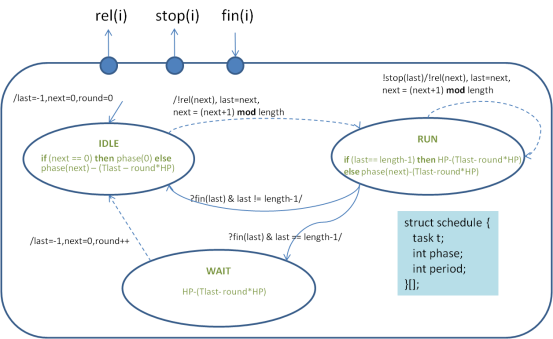 rel(i) stop(i) fin(i)
/last=-1,next=0,round=0
/!rel(next), last=next,
next = (next+1) mod length
!stop(last)/!rel(next), last=next,
next = (next+1) mod length
IDLE
if (next == 0) then phase(0) else
phase(next) – (Tlast – round*HP)
RUN
if (last== length-1) then HP-(Tlast- round*HP)
else phase(next)-(Tlast-round*HP)
?fin(last) & last != length-1/
?fin(last) & last == length-1/
/last=-1,next=0,round++
WAIT
HP-(Tlast- round*HP)
struct schedule {
task t;
int phase;
int period;
}[];